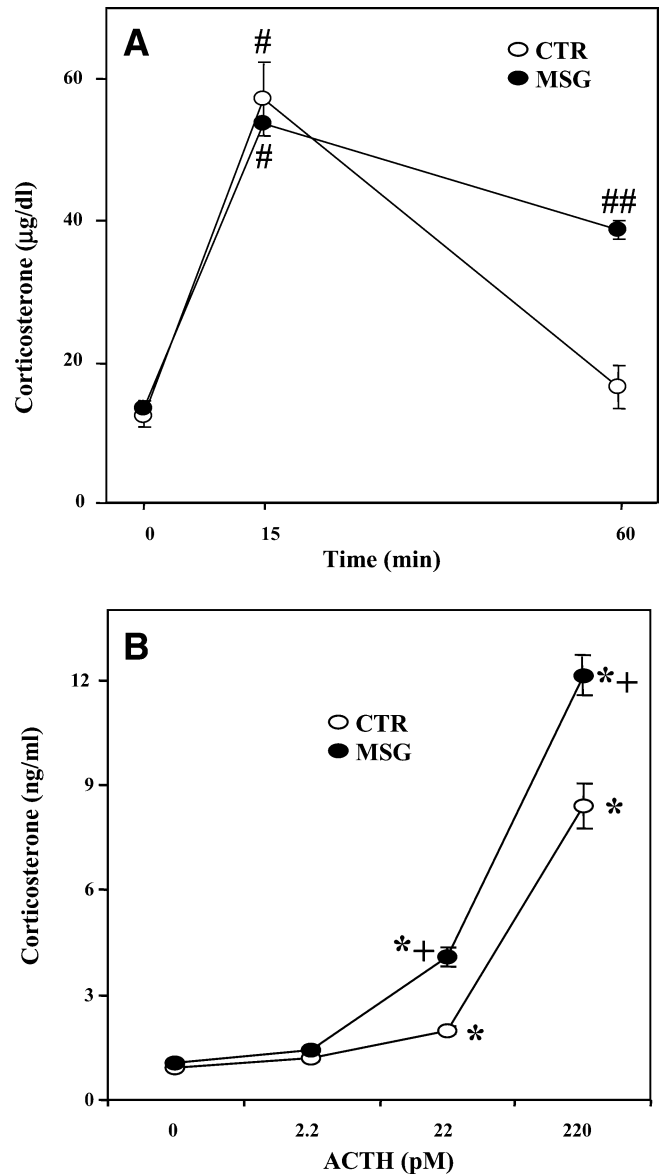 A
#
CTR
MSG
60
#
##
40
20
0
Corticosterone (μg/dl)
0 15 60
Time (min)
B
12
*+
CTR
MSG
9
*
6
*+
3
*
0
Corticosterone (ng/ml)
0 2.2 22 220
ACTH (pM)